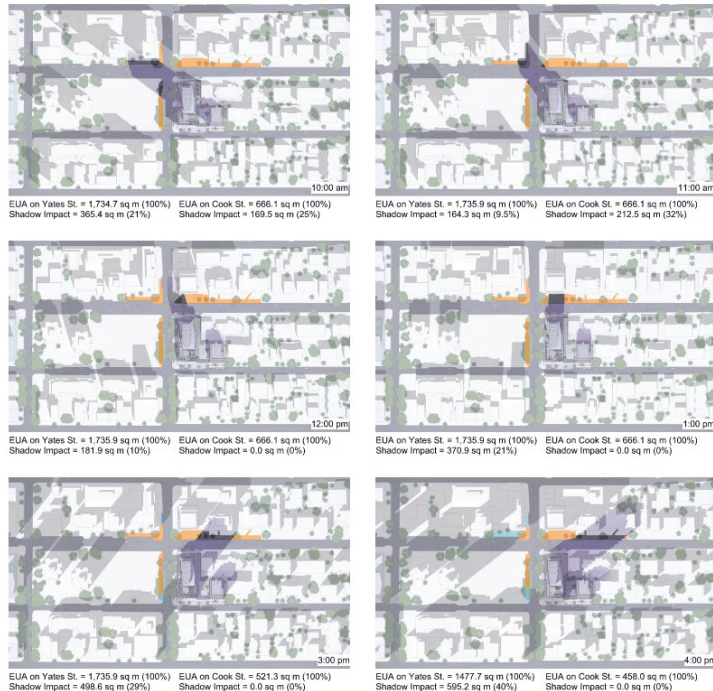 10:00 am
EUA on Yates St. = 1,734.7 sq m (100%) EUA on Cook St. = 666.1 sq m (100%)
Shadow Impact = 365.4 sq m (21%) Shadow Impact = 169.5 sq m (25%)
11:00 am
EUA on Yates St. = 1,735.9 sq m (100%) EUA on Cook St. = 666.1 sq m (100%)
Shadow Impact = 164.3 sq m (9.5%) Shadow Impact = 212.5 sq m (32%)
12:00 pm
EUA on Yates St. = 1,735.9 sq m (100%) EUA on Cook St. = 666.1 sq m (100%)
Shadow Impact = 181.9 sq m (10%) Shadow Impact = 0.0 sq m (0%)
1:00 pm
EUA on Yates St. = 1,735.9 sq m (100%) EUA on Cook St. = 666.1 sq m (100%)
Shadow Impact = 370.9 sq m (21%) Shadow Impact = 0.0 sq m (0%)
3:00 pm
EUA on Yates St. = 1,735.9 sq m (100%) EUA on Cook St. = 521.3 sq m (100%)
Shadow Impact = 498.6 sq m (29%) Shadow Impact = 0.0 sq m (0%)
4:00 pm
EUA on Yates St. = 1477.7 sq m (100%) EUA on Cook St. = 458.0 sq m (100%)
Shadow Impact = 595.2 sq m (40%) Shadow Impact = 0.0 sq m (0%)